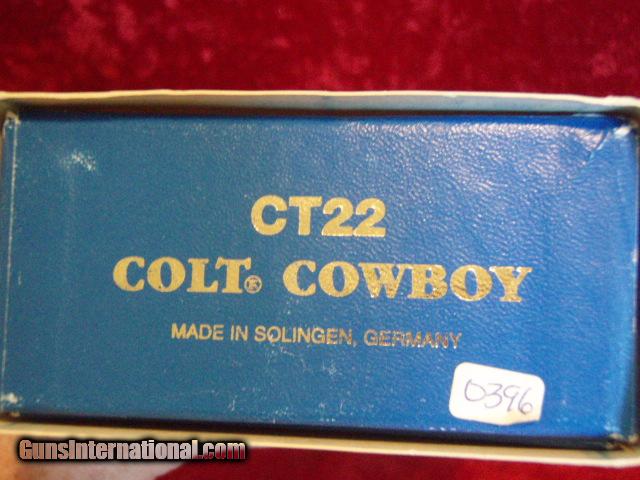 CT22
COLT® COWBOY
MADE IN SOLINGEN, GERMANY
0396
GunsInternational.com